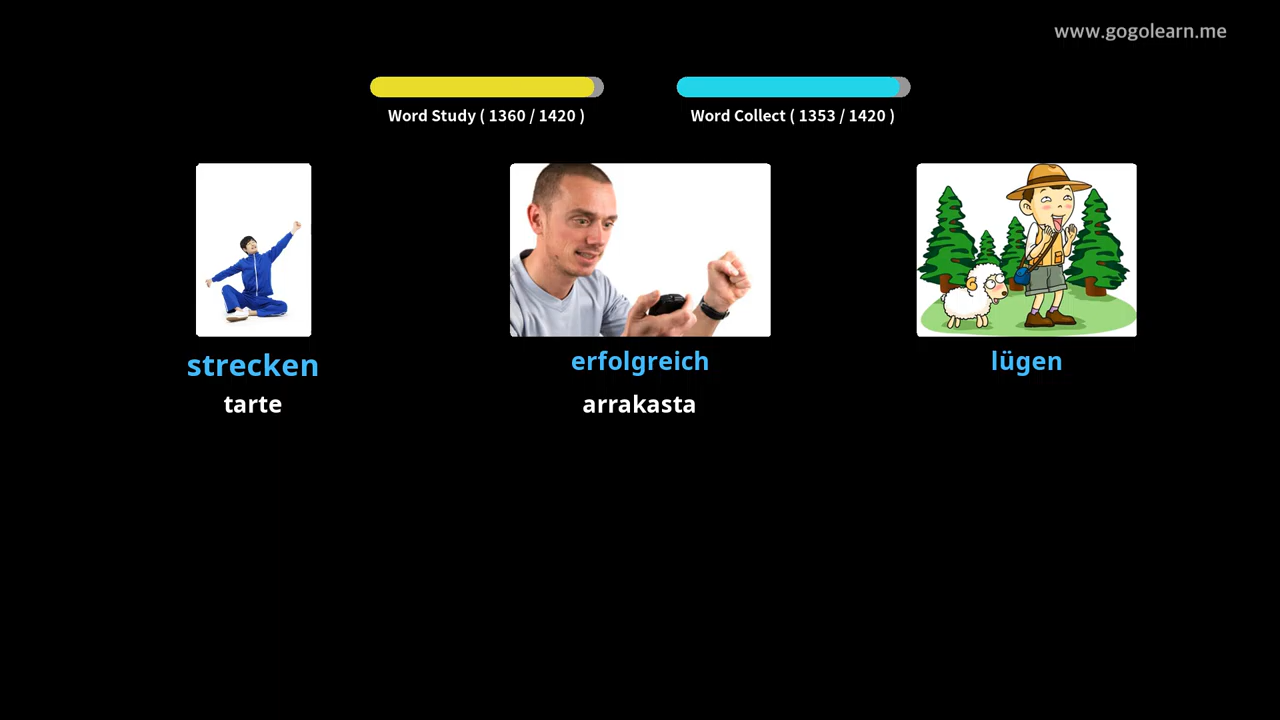 www.gogolearn.me
Word Study ( 1360 / 1420 )
Word Collect ( 1353 / 1420 )
strecken
erfolgreich
lügen
tarte
arrakasta